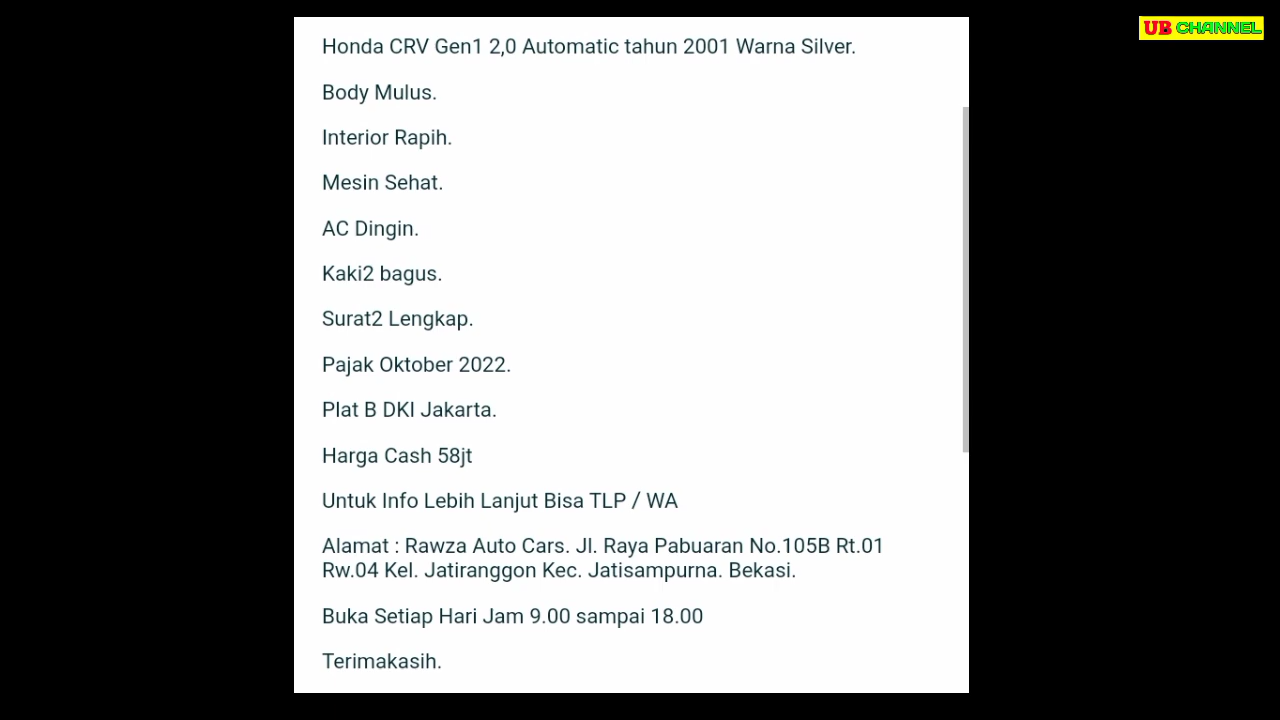 UB CHANNEL
Honda CRV Gen1 2,0 Automatic tahun 2001 Warna Silver.
Body Mulus.
Interior Rapih.
Mesin Sehat.
AC Dingin.
Kaki2 bagus.
Surat2 Lengkap.
Pajak Oktober 2022.
Plat B DKI Jakarta.
Harga Cash 58jt
Untuk Info Lebih Lanjut Bisa TLP / WA
Alamat : Rawza Auto Cars. Jl. Raya Pabuaran No.105B Rt.01
Rw.04 Kel. Jatiranggon Kec. Jatisampurna. Bekasi.
Buka Setiap Hari Jam 9.00 sampai 18.00
Terimakasih.